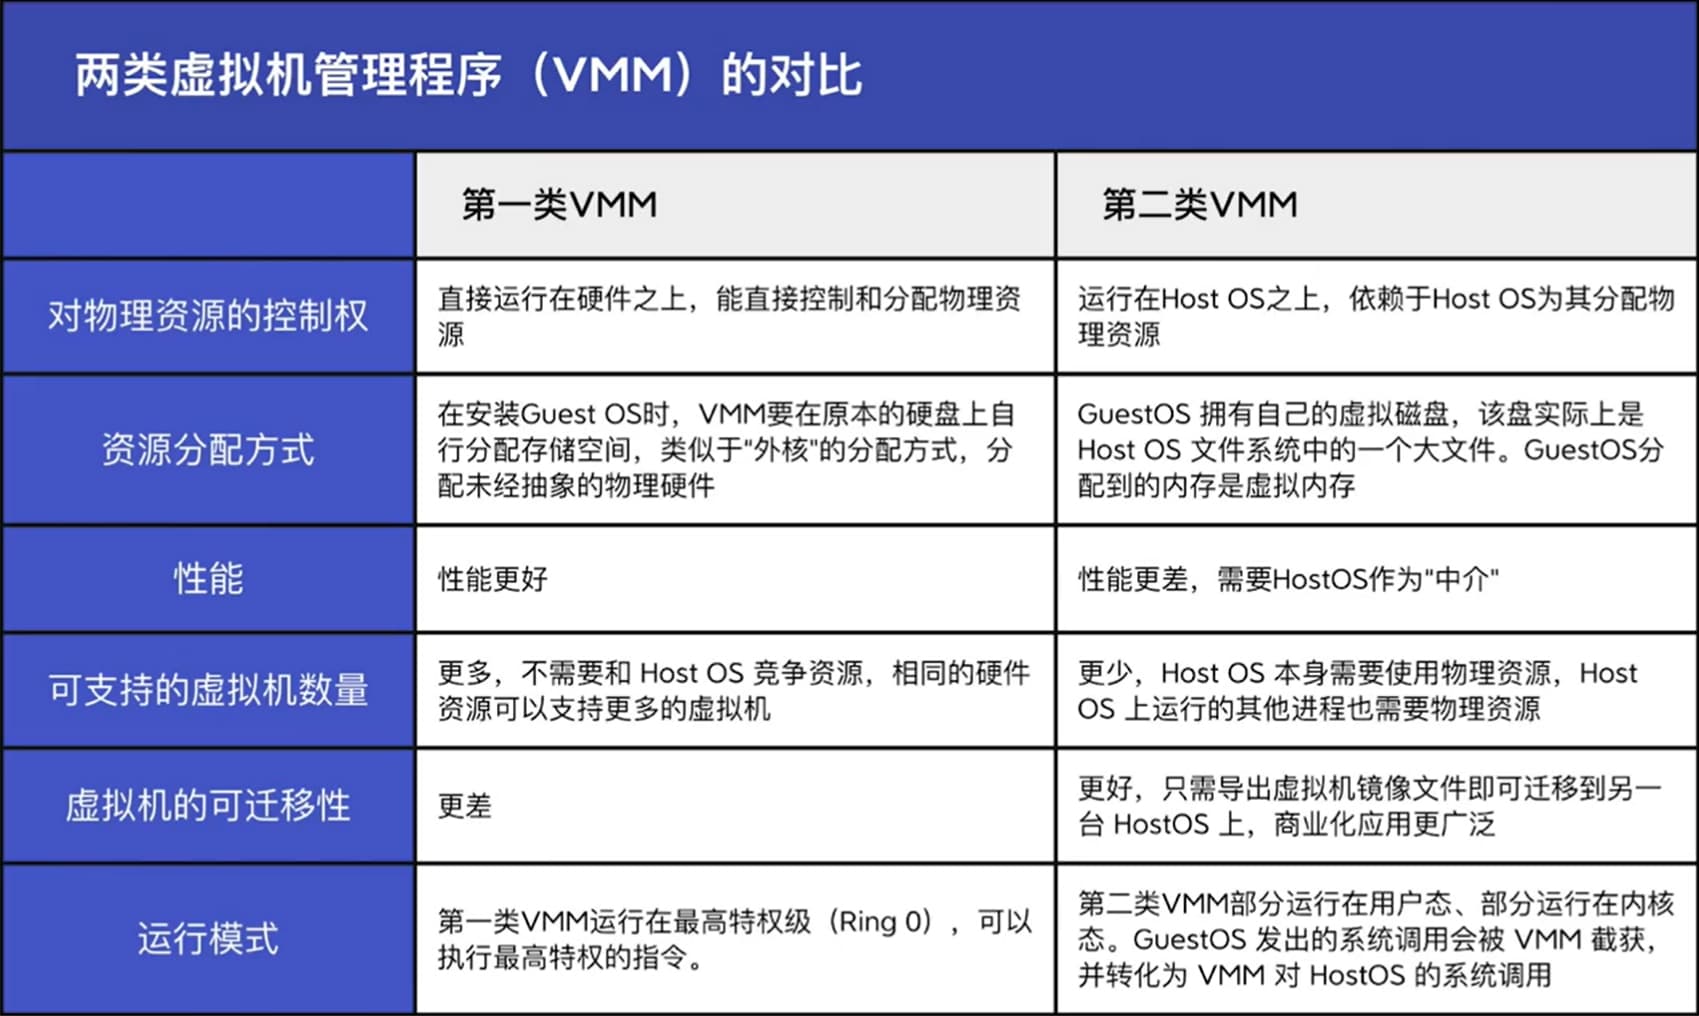 两类虚拟机管理程序（VMM）的对比
第一类VMM
第二类VMM
对物理资源的控制权
直接运行在硬件之上，能直接控制和分配物理资
源
运行在Host OS之上，依赖于Host OS为其分配物
理资源
资源分配方式
在安装Guest OS时，VMM要在原本的硬盘上自
行分配存储空间，类似于"外核"的分配方式，分
配未经抽象的物理硬件
GuestOS 拥有自己的虚拟磁盘，该盘实际上是
Host OS 文件系统中的一个大文件。GuestOS分
配到的内存是虚拟内存
性能
性能更好
性能更差，需要HostOS作为"中介"
可支持的虚拟机数量
更多，不需要和 Host OS 竞争资源，相同的硬件
资源可以支持更多的虚拟机
更少，Host OS 本身需要使用物理资源，Host
OS 上运行的其他进程也需要物理资源
虚拟机的可迁移性
更差
更好，只需导出虚拟机镜像文件即可迁移到另一
台 HostOS 上，商业化应用更广泛
运行模式
第一类VMM运行在最高特权级（Ring 0），可以
执行最高特权的指令。
第二类VMM部分运行在用户态、部分运行在内核
态。GuestOS 发出的系统调用会被 VMM 截获，
并转化为 VMM 对 HostOS 的系统调用